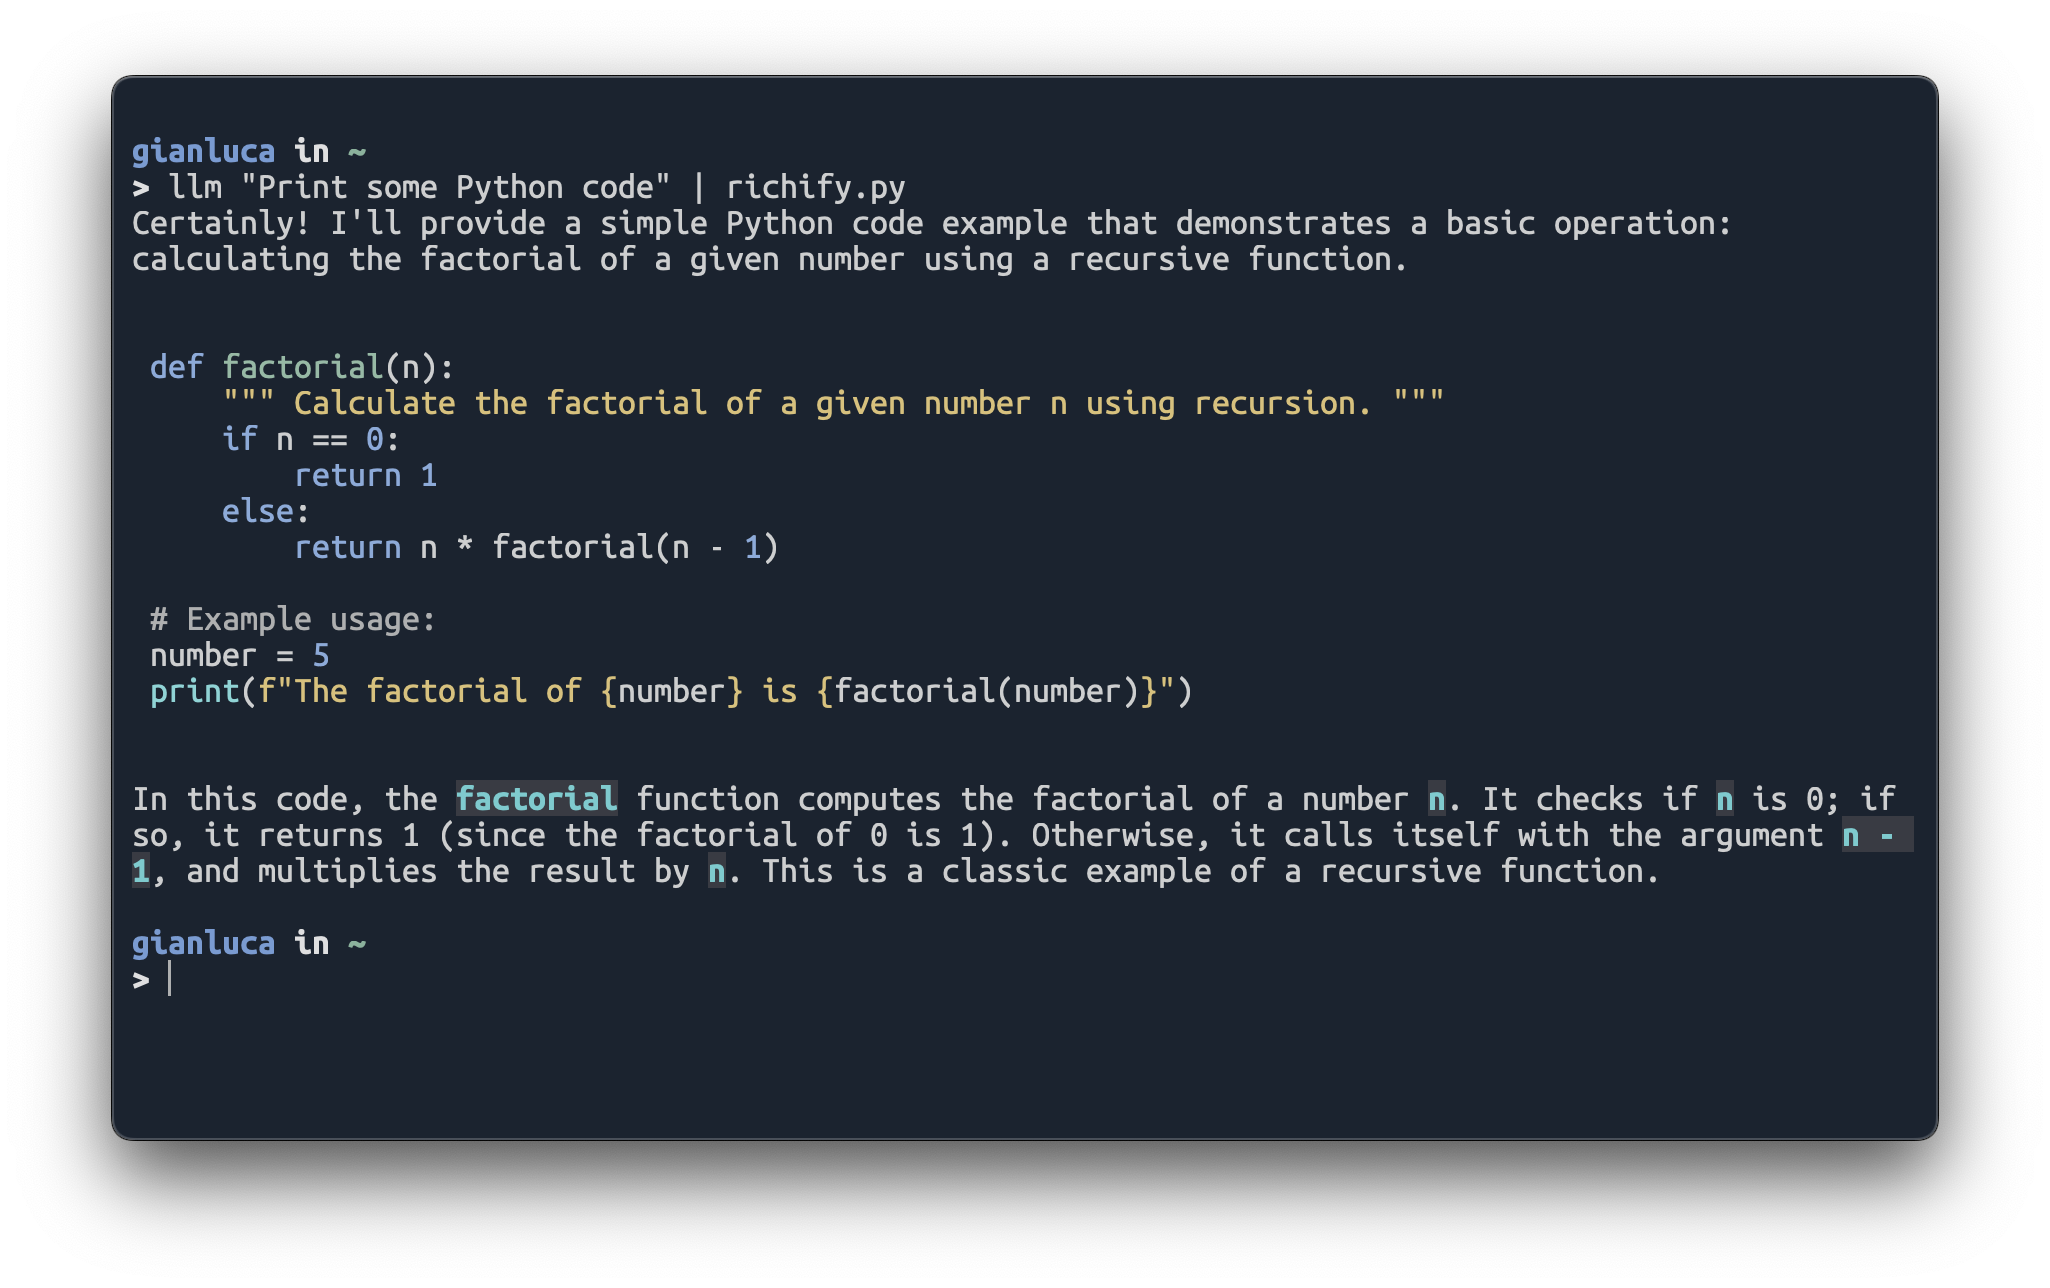 gianluca in ~
> llm "Print some Python code" | richify.py
Certainly! I'll provide a simple Python code example that demonstrates a basic operation:
calculating the factorial of a given number using a recursive function.
def factorial(n):
    """ Calculate the factorial of a given number n using recursion. """
    if n == 0:
        return 1
    else:
        return n * factorial(n - 1)
# Example usage:
number = 5
print(f"The factorial of {number} is {factorial(number)}")
In this code, the factorial function computes the factorial of a number n. It checks if n is 0; if
so, it returns 1 (since the factorial of 0 is 1). Otherwise, it calls itself with the argument n -
1, and multiplies the result by n. This is a classic example of a recursive function.
gianluca in ~
>